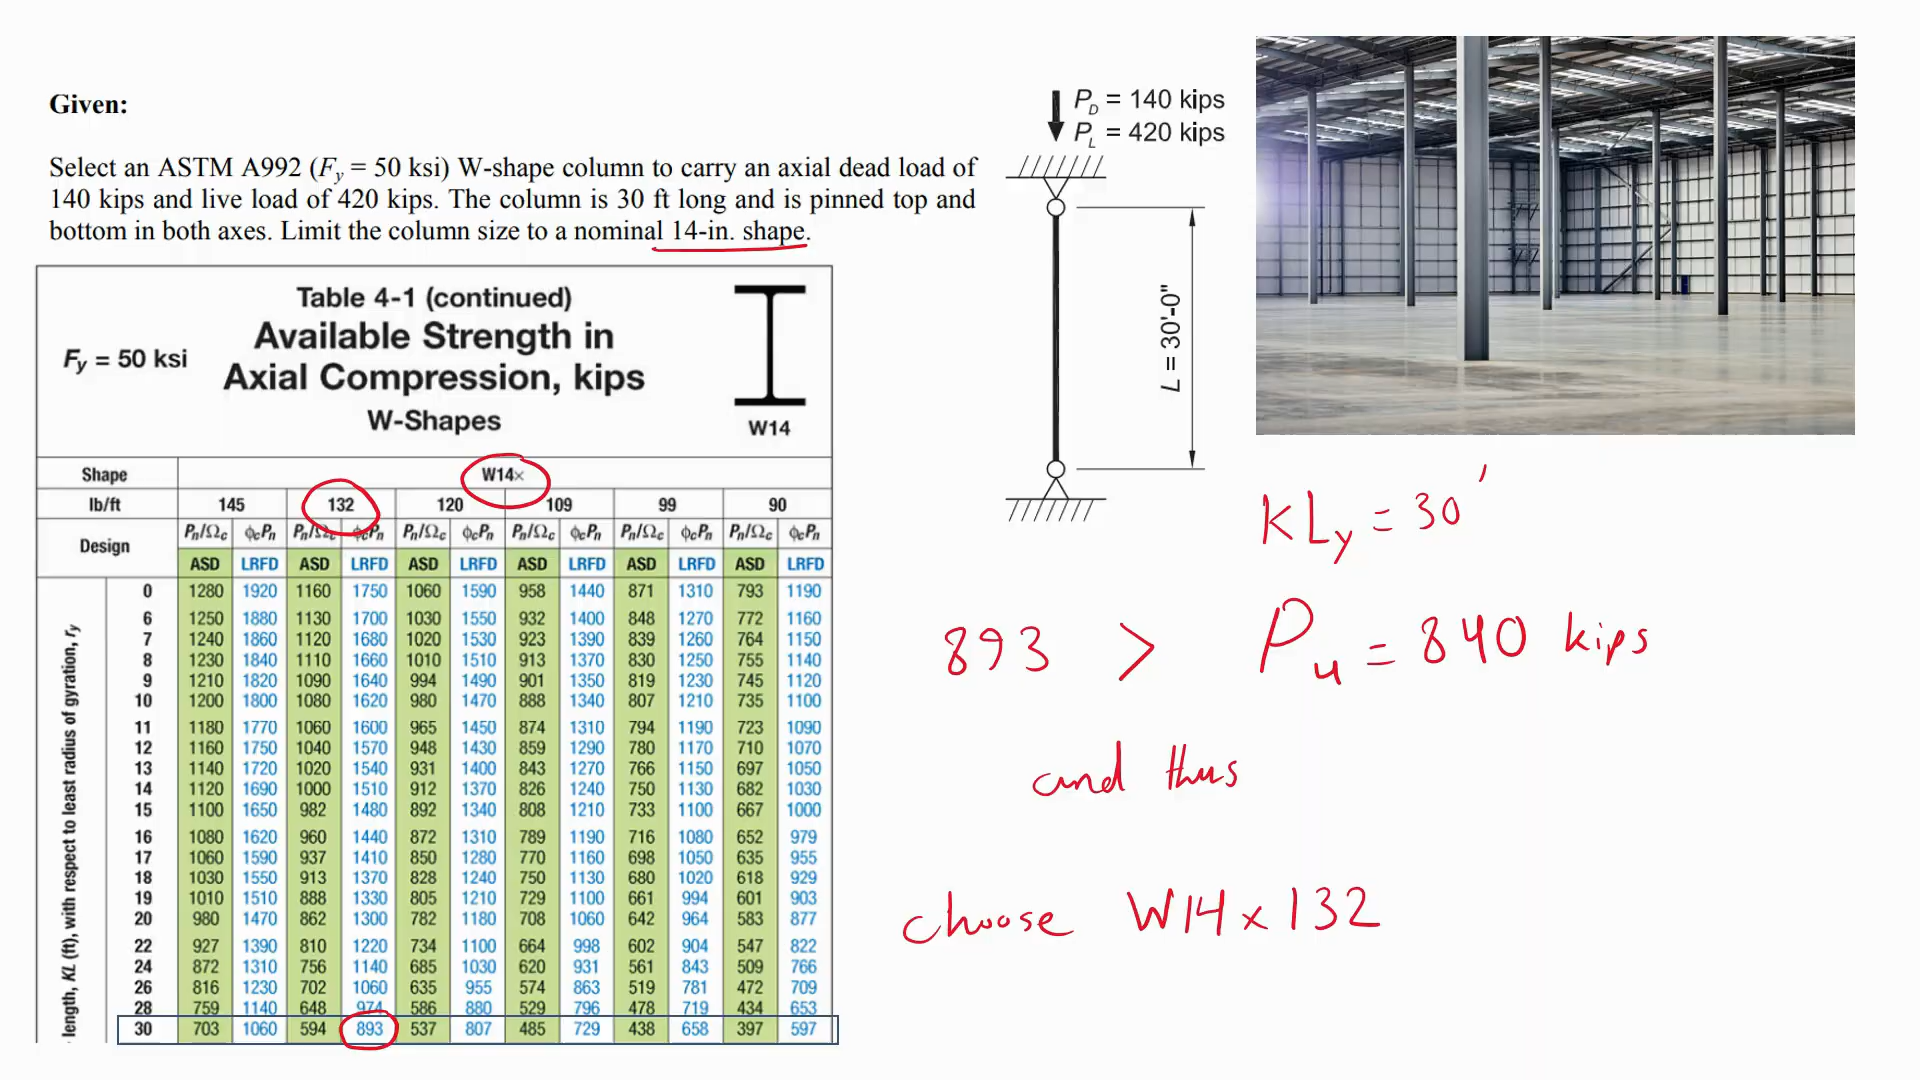 Given:
Select an ASTM A992 (Fy = 50 ksi) W-shape column to carry an axial dead load of
140 kips and live load of 420 kips. The column is 30 ft long and is pinned top and
bottom in both axes. Limit the column size to a nominal 14-in. shape.
Table 4-1 (continued)
Available Strength in
Axial Compression, kips
W-Shapes
Fy = 50 ksi
W14
Shape W14×
lb/ft 145 132 120 109 99 90
Design Pn/Ωc ϕcPn Pn/Ωc ϕcPn Pn/Ωc ϕcPn Pn/Ωc ϕcPn Pn/Ωc ϕcPn Pn/Ωc ϕcPn
ASD LRFD ASD LRFD ASD LRFD ASD LRFD ASD LRFD ASD LRFD
length, KL (ft), with respect to least radius of gyration, ry
0 1280 1920 1160 1750 1060 1590 958 1440 871 1310 793 1190
6 1250 1880 1130 1700 1030 1550 932 1400 848 1270 772 1160
7 1240 1860 1120 1680 1020 1530 923 1390 839 1260 764 1150
8 1230 1840 1110 1660 1010 1510 913 1370 830 1250 755 1140
9 1210 1820 1090 1640 994 1490 901 1350 819 1230 745 1120
10 1200 1800 1080 1620 980 1470 888 1340 807 1210 735 1100
11 1180 1770 1060 1600 965 1450 874 1310 794 1190 723 1090
12 1160 1750 1040 1570 948 1430 859 1290 780 1170 710 1070
13 1140 1720 1020 1540 931 1400 843 1270 766 1150 697 1050
14 1120 1690 1000 1510 912 1370 826 1240 750 1130 682 1030
15 1100 1650 982 1480 892 1340 808 1210 733 1100 667 1000
16 1080 1620 960 1440 872 1310 789 1190 716 1080 652 979
17 1060 1590 937 1410 850 1280 770 1160 698 1050 635 955
18 1030 1550 913 1370 828 1240 750 1130 680 1020 618 929
19 1010 1510 888 1330 805 1210 729 1100 661 994 601 903
20 980 1470 862 1300 782 1180 708 1060 642 964 583 877
22 927 1390 810 1220 734 1100 664 998 602 904 547 822
24 872 1310 756 1140 685 1030 620 931 561 843 509 766
26 816 1230 702 1060 635 955 574 863 519 781 472 709
28 759 1140 648 974 586 880 529 796 478 719 434 653
30 703 1060 594 893 537 807 485 729 438 658 397 597
PD = 140 kips
PL = 420 kips
L = 30'-0"
KLy = 30'
893 > Pu = 840 kips
and thus
choose W14x132